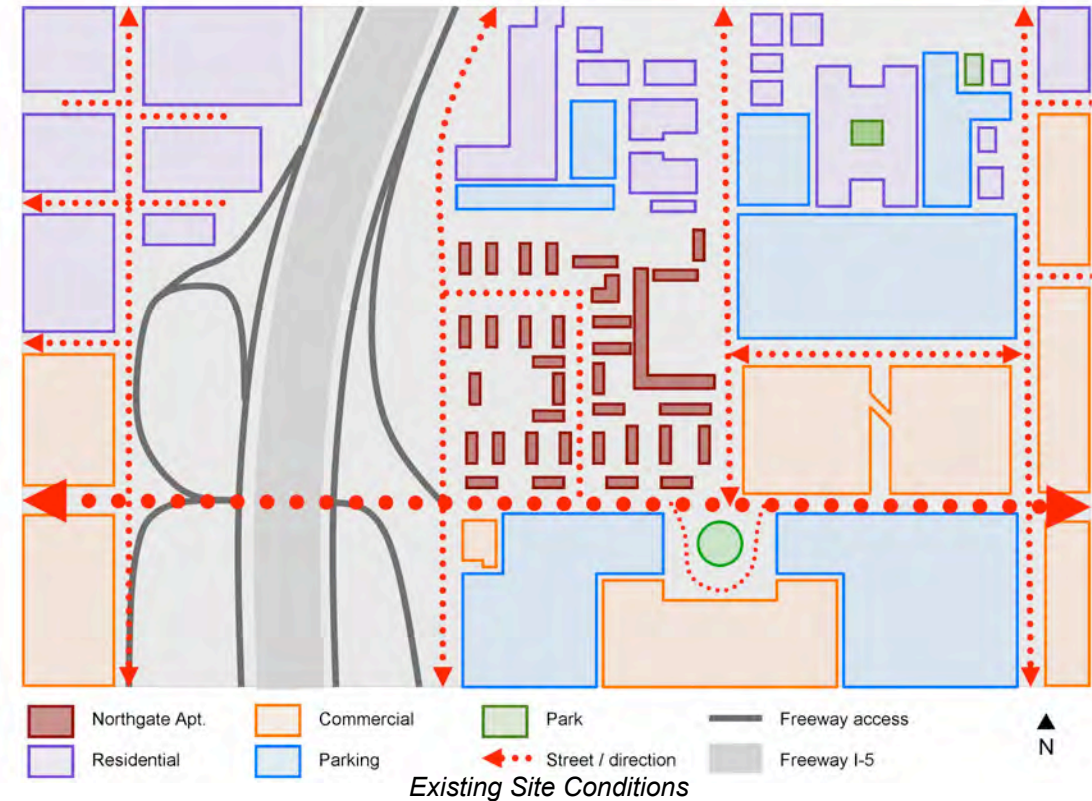 Northgate Apt.
Commercial
Park
Freeway access
Residential
Parking
Street / direction
Freeway I-5
N
Existing Site Conditions